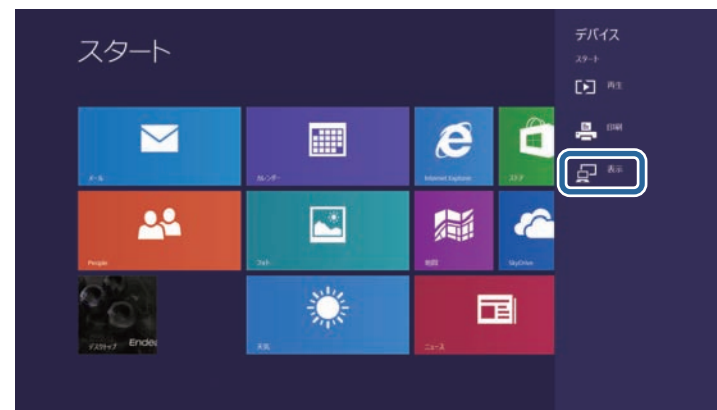 スタート
デバイス
スタート
再生
印刷
表示
メール
カレンダー
Internet Explorer
ストア
People
フォト
地図
SkyDrive
デスクトップ
Endea
天気
ニュース